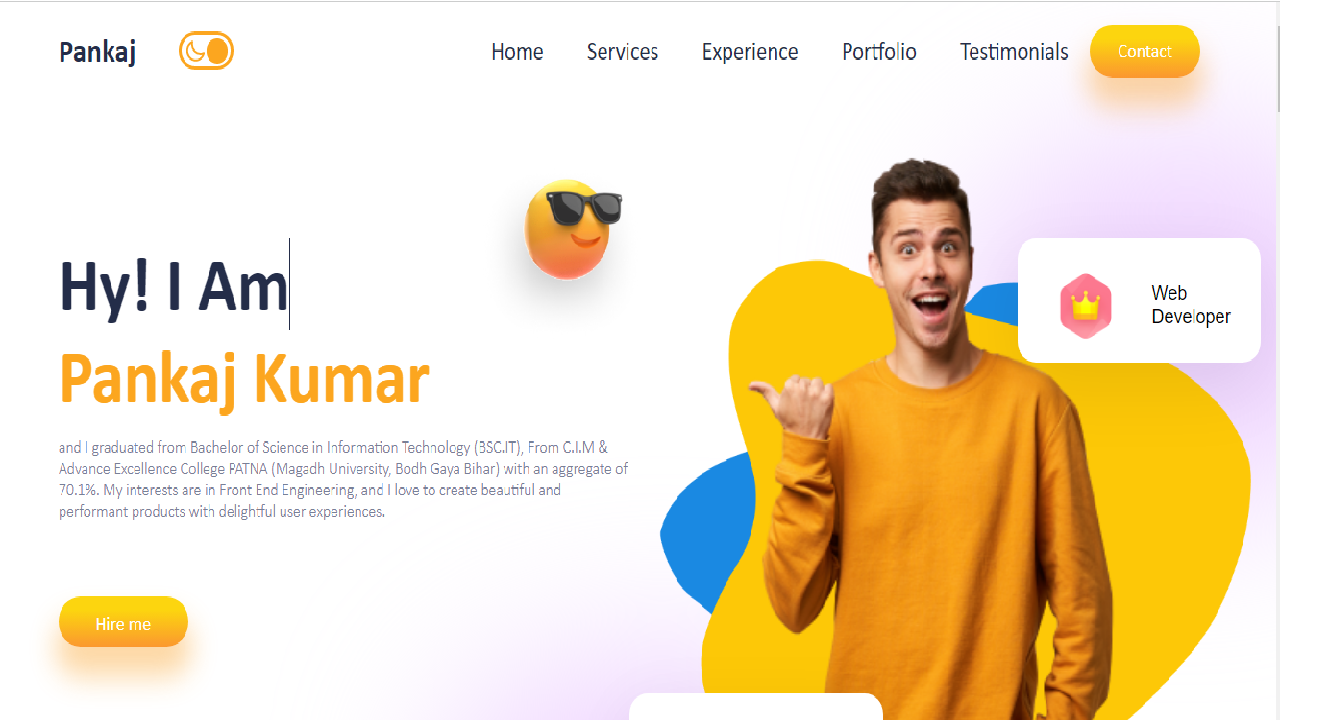 Pankaj
Home Services Experience Portfolio Testimonials Contact
Hy! I Am
Pankaj Kumar
and I graduated from Bachelor of Science in Information Technology (BSC.IT), From C.I.M &
Advance Excellence College PATNA (Magadh University, Bodh Gaya Bihar) with an aggregate of
70.1%. My interests are in Front End Engineering, and I love to create beautiful and
performant products with delightful user experiences.
Hire me
Web
Developer